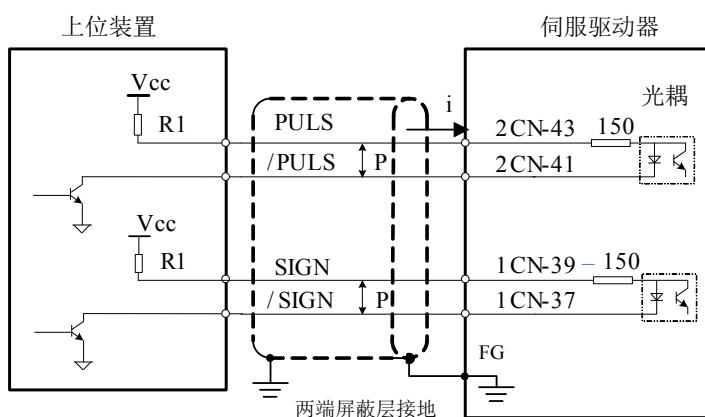 上位装置
伺服驱动器
Vcc
R1
PULS
/PULS
P
i
2CN-43
150
光耦
2CN-41
Vcc
R1
SIGN
/SIGN
P
1CN-39 – 150
1CN-37
FG
两端屏蔽层接地